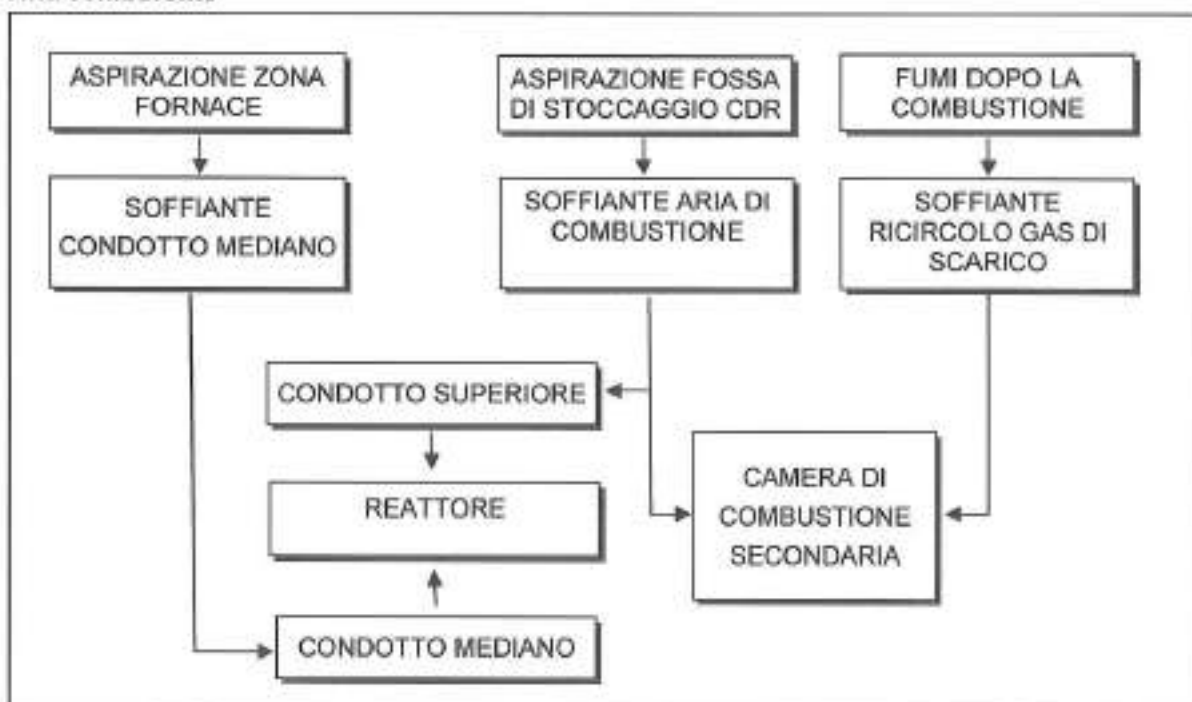 ASPIRAZIONE ZONA
FORNACE
ASPIRAZIONE FOSSA
DI STOCCAGGIO CDR
FUMI DOPO LA
COMBUSTIONE
SOFFIANTE
CONDOTTO MEDIANO
SOFFIANTE ARIA DI
COMBUSTIONE
SOFFIANTE
RICIRCOLO GAS DI
SCARICO
CONDOTTO SUPERIORE
REATTORE
CAMERA DI
COMBUSTIONE
SECONDARIA
CONDOTTO MEDIANO